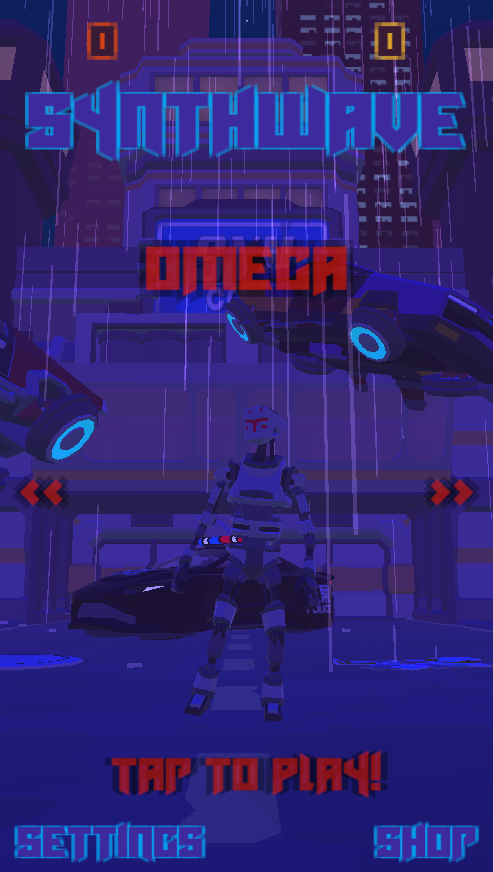 0 0
SYNTHWAVE
OMEGA
<< >>
TAP TO PLAY!
SETTINGS SHOP